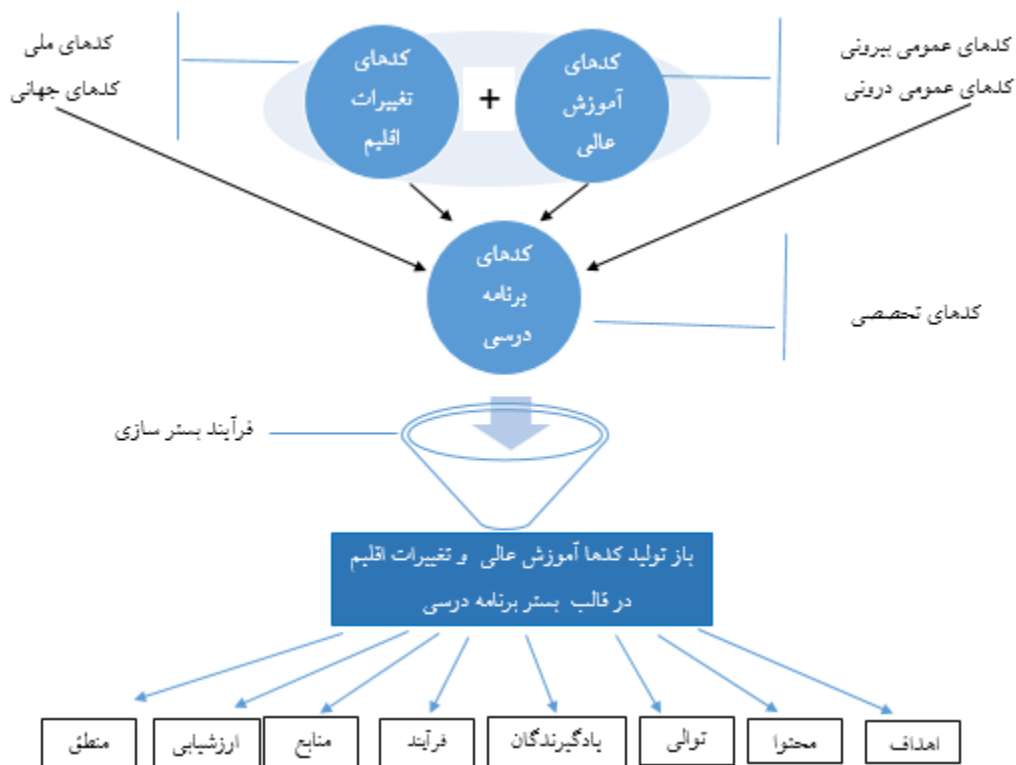 کدهای عمومی بیرونی
کدهای عمومی درونی
کدهای
آموزش
عالی
+
کدهای
تغییرات
اقلیم
کدهای ملی
کدهای جهانی
کدهای
برنامه
درسی
کدهای تحصصی
فرآیند بستر سازی
باز تولید کدها آموزش عالی و تغییرات اقلیم
در قالب بستر برنامه درسی
اهداف
محتوا
توالی
یادگیرندگان
فرآیند
منابع
ارزشیابی
منطق